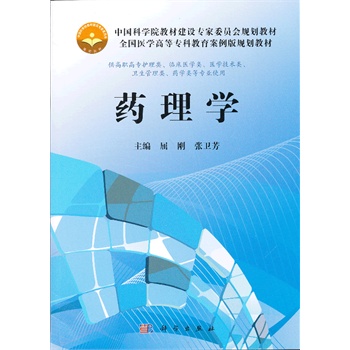 中国科学院教材建设专家委员会规划教材
全国医学高等专科教育案例版规划教材
供高职高专护理类、临床医学类、医学技术类、
卫生管理类、药学类等专业使用
药理学
主编 屈 刚 张卫芳
科学出版社